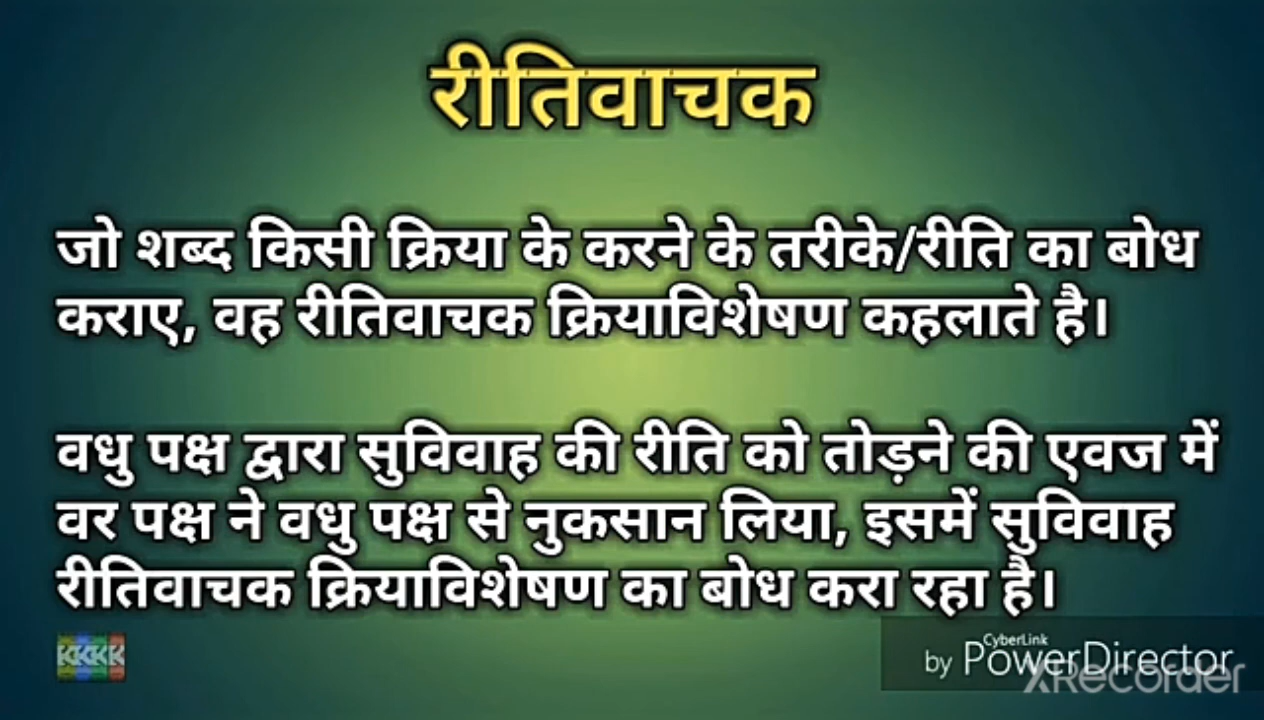 रीतिवाचक
जो शब्द किसी क्रिया के करने के तरीके/रीति का बोध
कराए, वह रीतिवाचक क्रियाविशेषण कहलाते है।
वधु पक्ष द्वारा सुविवाह की रीति को तोड़ने की एवज में
वर पक्ष ने वधु पक्ष से नुकसान लिया, इसमें सुविवाह
रीतिवाचक क्रियाविशेषण का बोध करा रहा है।
KKKK
CyberLink
by PowerDirector
XRecorder